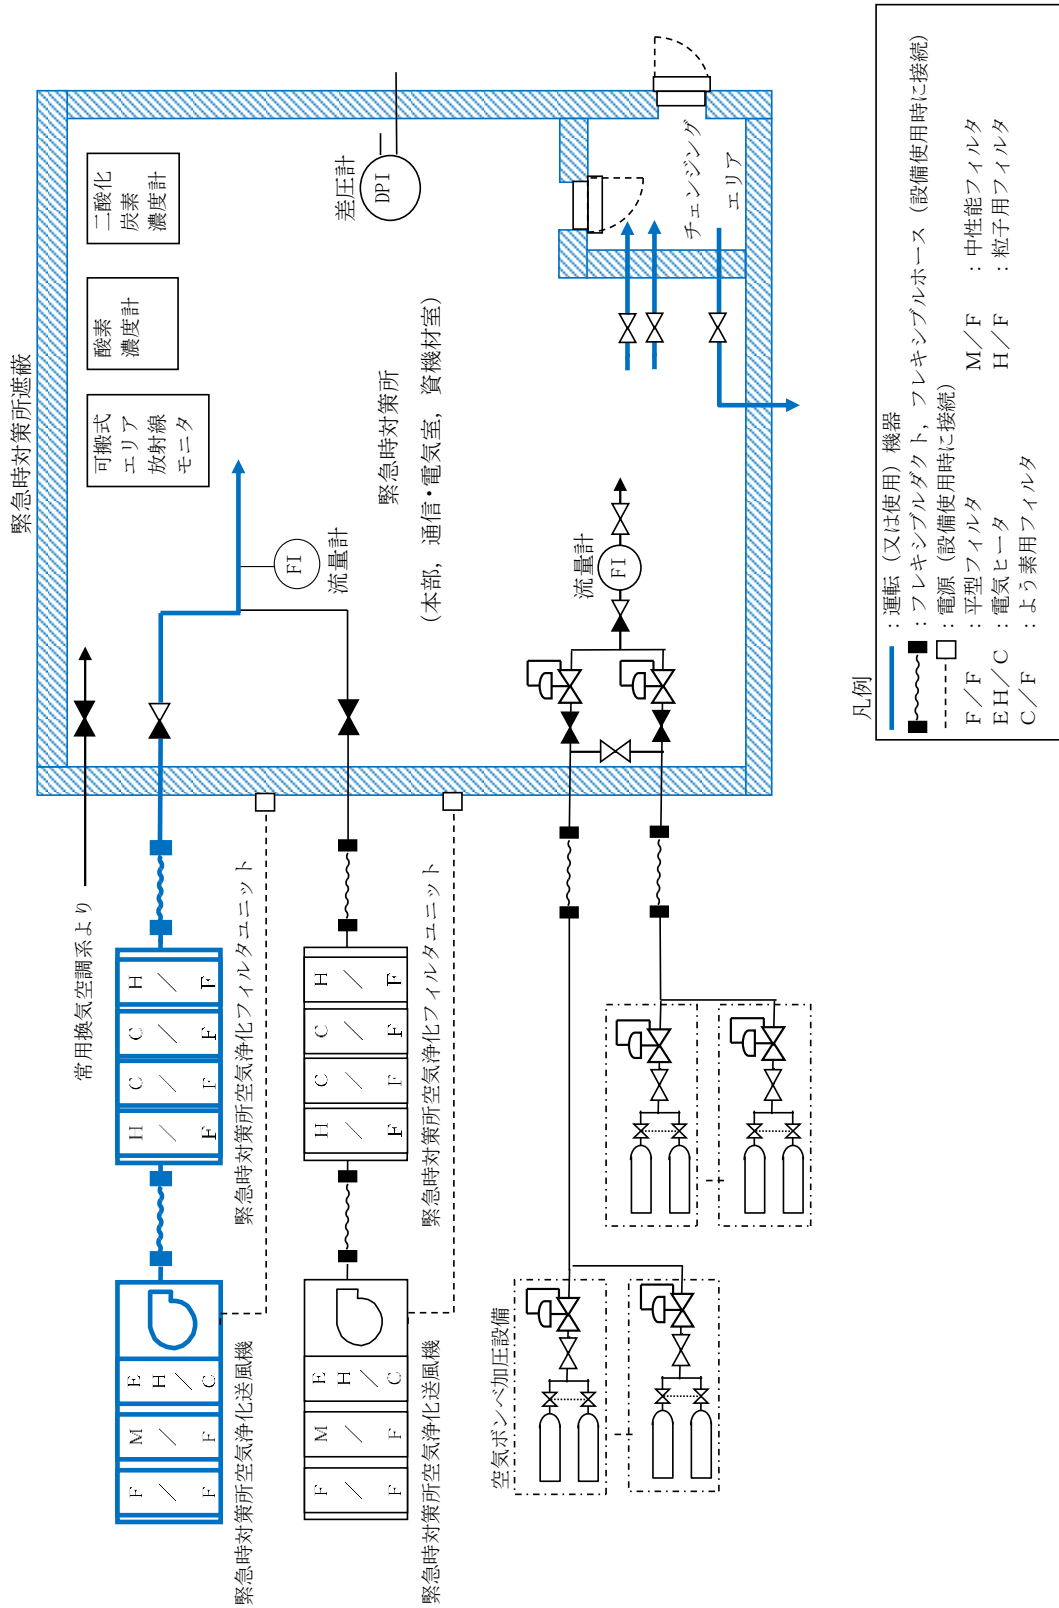 緊急時対策所遮蔽
可搬式
エリア
放射線
モニタ
酸素
濃度計
二酸化
炭素
濃度計
差圧計
DPI
常用換気空調系より
FI
流量計
緊急時対策所
(本部，通信・電気室，資機材室)
チェンジング
エリア
流量計
FI
F／F
M／F
EH／C
H／F
C／F
C／F
H／F
緊急時対策所空気浄化送風機
緊急時対策所空気浄化フィルタユニット
F／F
M／F
EH／C
H／F
C／F
C／F
H／F
緊急時対策所空気浄化送風機
緊急時対策所空気浄化フィルタユニット
空気ボンベ加圧設備
凡例
：運転（又は使用）機器
：フレキシブルダクト，フレキシブルホース（設備使用時に接続）
：電源（設備使用時に接続）
F／F ：平型フィルタ M／F ：中性能フィルタ
EH／C ：電気ヒータ H／F ：粒子用フィルタ
C／F ：よう素用フィルタ